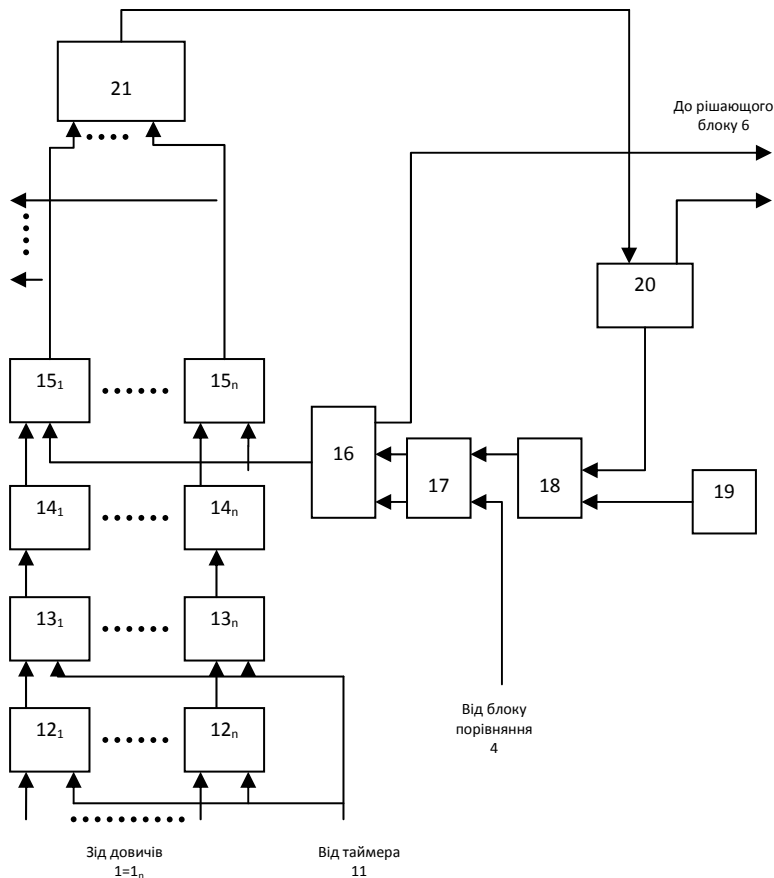 21
До рішающого
блоку 6
20
15₁ 15ₙ
16
17
18
19
14₁ 14ₙ
13₁ 13ₙ
12₁ 12ₙ
Від блоку
порівняння
4
Зід довичів
1=1ₙ
Від таймера
11